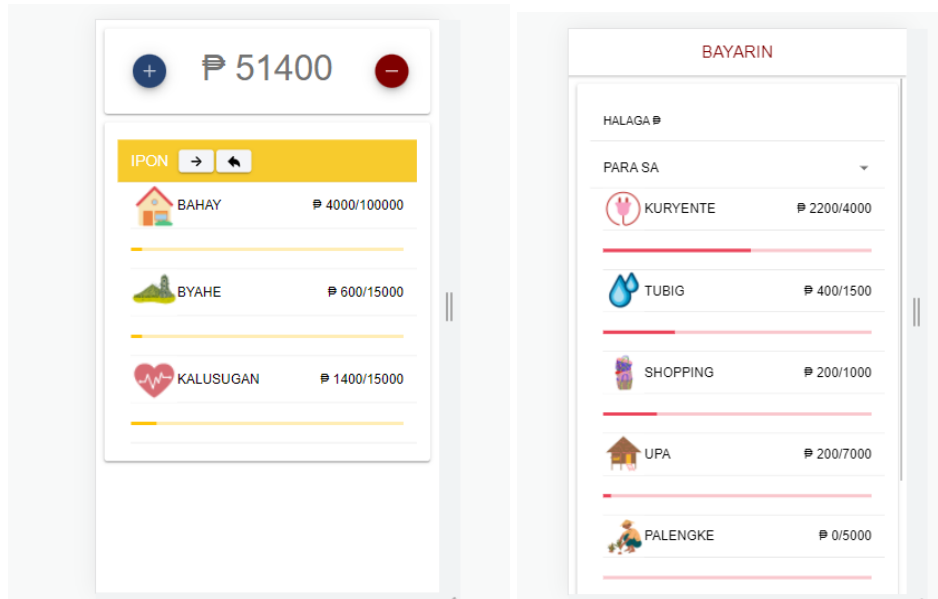 ₱ 51400
IPON
BAHAY ₱ 4000/100000
BYAHE ₱ 600/15000
KALUSUGAN ₱ 1400/15000
BAYARIN
HALAGA ₱
PARA SA
KURYENTE ₱ 2200/4000
TUBIG ₱ 400/1500
SHOPPING ₱ 200/1000
UPA ₱ 200/7000
PALENGKE ₱ 0/5000